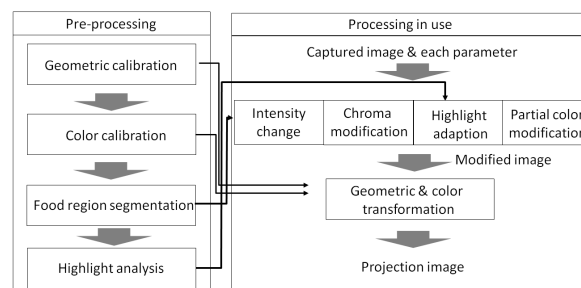 Pre-processing
Geometric calibration
Color calibration
Food region segmentation
Highlight analysis
Processing in use
Captured image & each parameter
Intensity
change
Chroma
modification
Highlight
adaption
Partial color
modification
Modified image
Geometric & color
transformation
Projection image